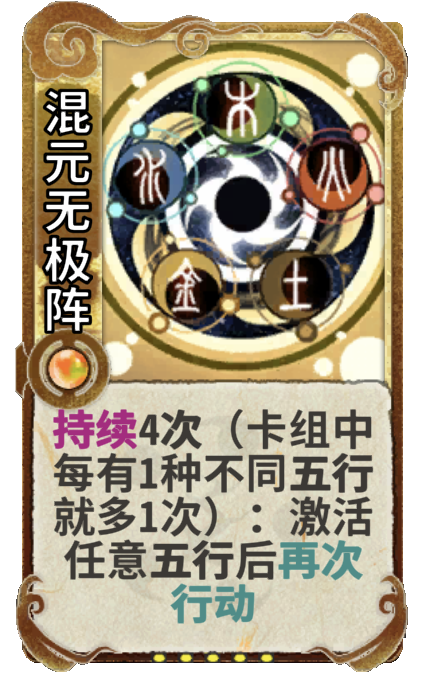 混元无极阵
木
水
火
金
土
持续4次（卡组中
每有1种不同五行
就多1次）：激活
任意五行后再次
行动